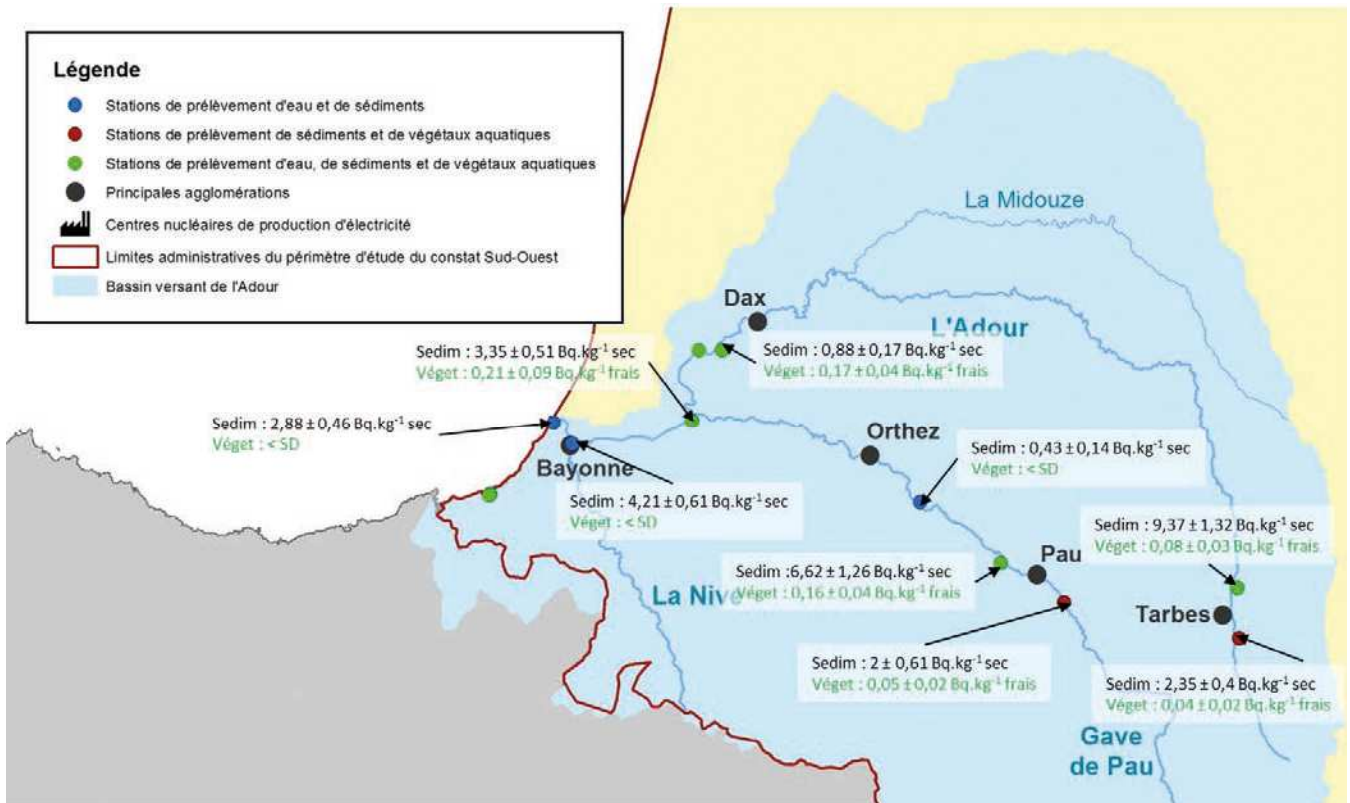 Légende
Stations de prélèvement d'eau et de sédiments
Stations de prélèvement de sédiments et de végétaux aquatiques
Stations de prélèvement d'eau, de sédiments et de végétaux aquatiques
Principales agglomérations
Centres nucléaires de production d'électricité
Limites administratives du périmètre d'étude du constat Sud-Ouest
Bassin versant de l'Adour
La Midouze
Dax
L'Adour
Sedim : 3,35 ± 0,51 Bq.kg⁻¹ sec
Véget : 0,21 ± 0,09 Bq.kg⁻¹ frais
Sedim : 0,88 ± 0,17 Bq.kg⁻¹ sec
Véget : 0,17 ± 0,04 Bq.kg⁻¹ frais
Sedim : 2,88 ± 0,46 Bq.kg⁻¹ sec
Véget : < SD
Orthez
Bayonne
Sedim : 0,43 ± 0,14 Bq.kg⁻¹ sec
Véget : < SD
Sedim : 4,21 ± 0,61 Bq.kg⁻¹ sec
Véget : < SD
Sedim : 9,37 ± 1,32 Bq.kg⁻¹ sec
Véget : 0,08 ± 0,03 Bq.kg⁻¹ frais
Pau
Sedim :6,62 ± 1,26 Bq.kg⁻¹ sec
Véget : 0,16 ± 0,04 Bq.kg⁻¹ frais
La Nive
Tarbes
Sedim : 2 ± 0,61 Bq.kg⁻¹ sec
Véget : 0,05 ± 0,02 Bq.kg⁻¹ frais
Sedim : 2,35 ± 0,4 Bq.kg⁻¹ sec
Véget : 0,04 ± 0,02 Bq.kg⁻¹ frais
Gave
de Pau